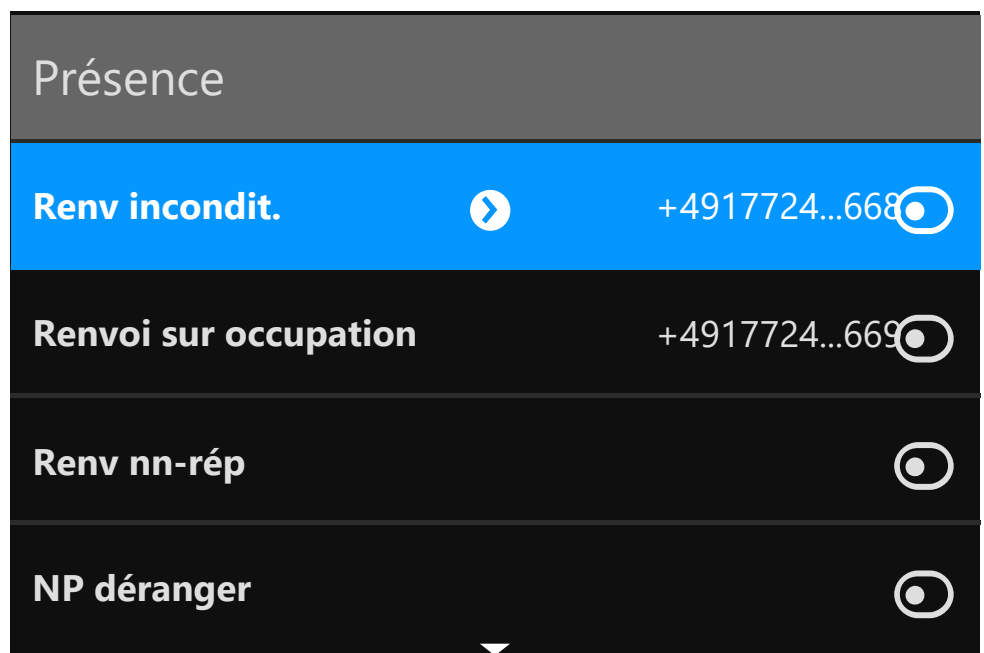 Présence
Renv incondit. +4917724...668
Renvoi sur occupation +4917724...669
Renv nn-rép
NP déranger